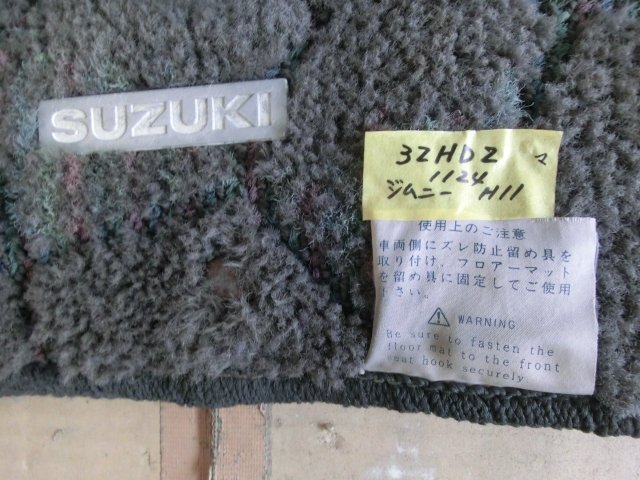 SUZUKI
32HD2 マ
1124
ジムニー H11
使用上のご注意
車両側にズレ防止留め具を
取り付け、フロアーマット
を留め具に固定してご使用
下さい。
⚠ WARNING
Be sure to fasten the
floor mat to the front
seat hook securely